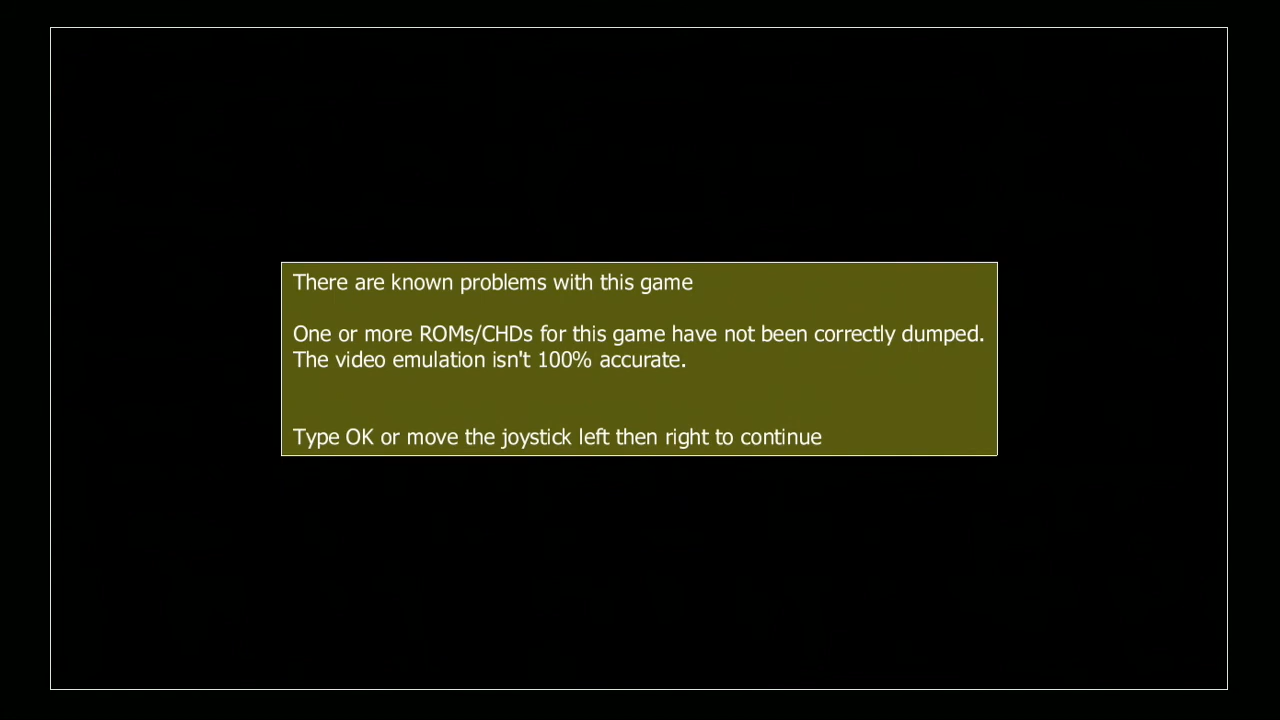 There are known problems with this game
One or more ROMs/CHDs for this game have not been correctly dumped.
The video emulation isn't 100% accurate.
Type OK or move the joystick left then right to continue